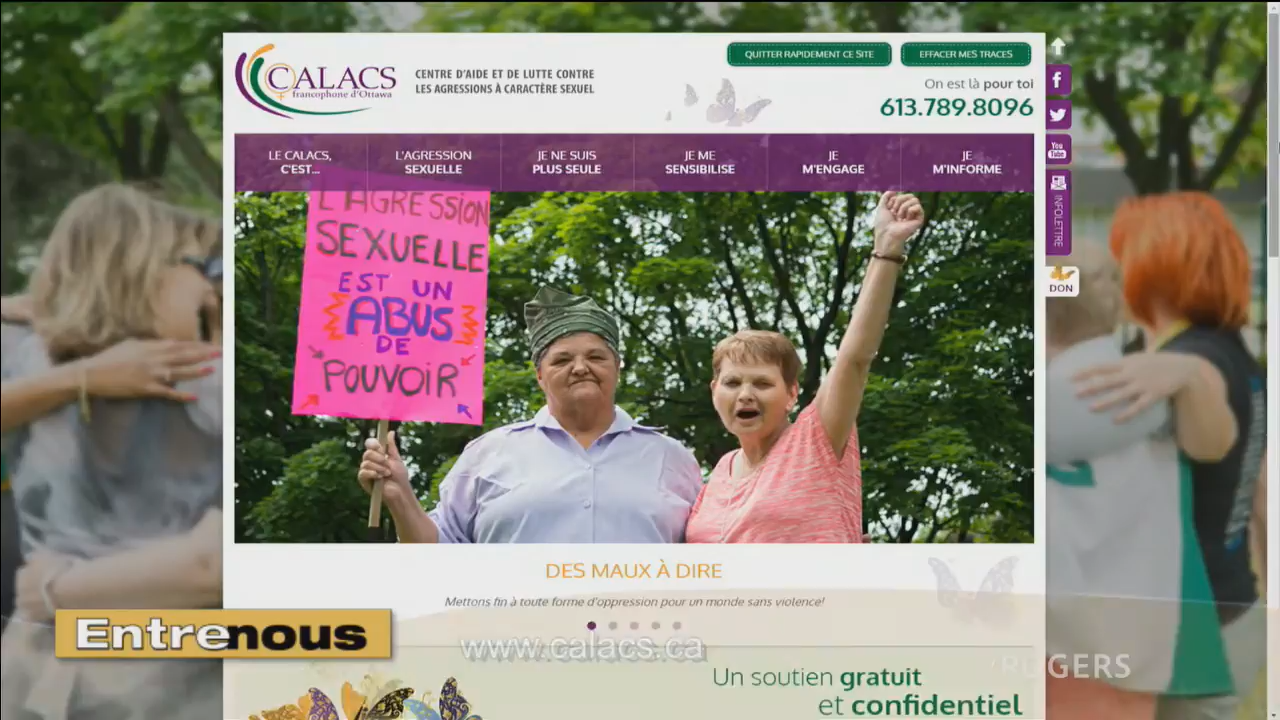 CALACS
francophone d'Ottawa
CENTRE D'AIDE ET DE LUTTE CONTRE
LES AGRESSIONS À CARACTÈRE SEXUEL
QUITTER RAPIDEMENT CE SITE
EFFACER MES TRACES
On est là pour toi
613.789.8096
LE CALACS,
C'EST...
L'AGRESSION
SEXUELLE
JE NE SUIS
PLUS SEULE
JE ME
SENSIBILISE
JE
M'ENGAGE
JE
M'INFORME
You
Tube
INFOLETTRE
DON
L'AGRESSION
SEXUELLE
EST UN
ABUS
DE
POUVOIR
DES MAUX À DIRE
Mettons fin à toute forme d'oppression pour un monde sans violence!
Entrenous
www.calacs.ca
ROGERS
Un soutien gratuit
et confidentiel